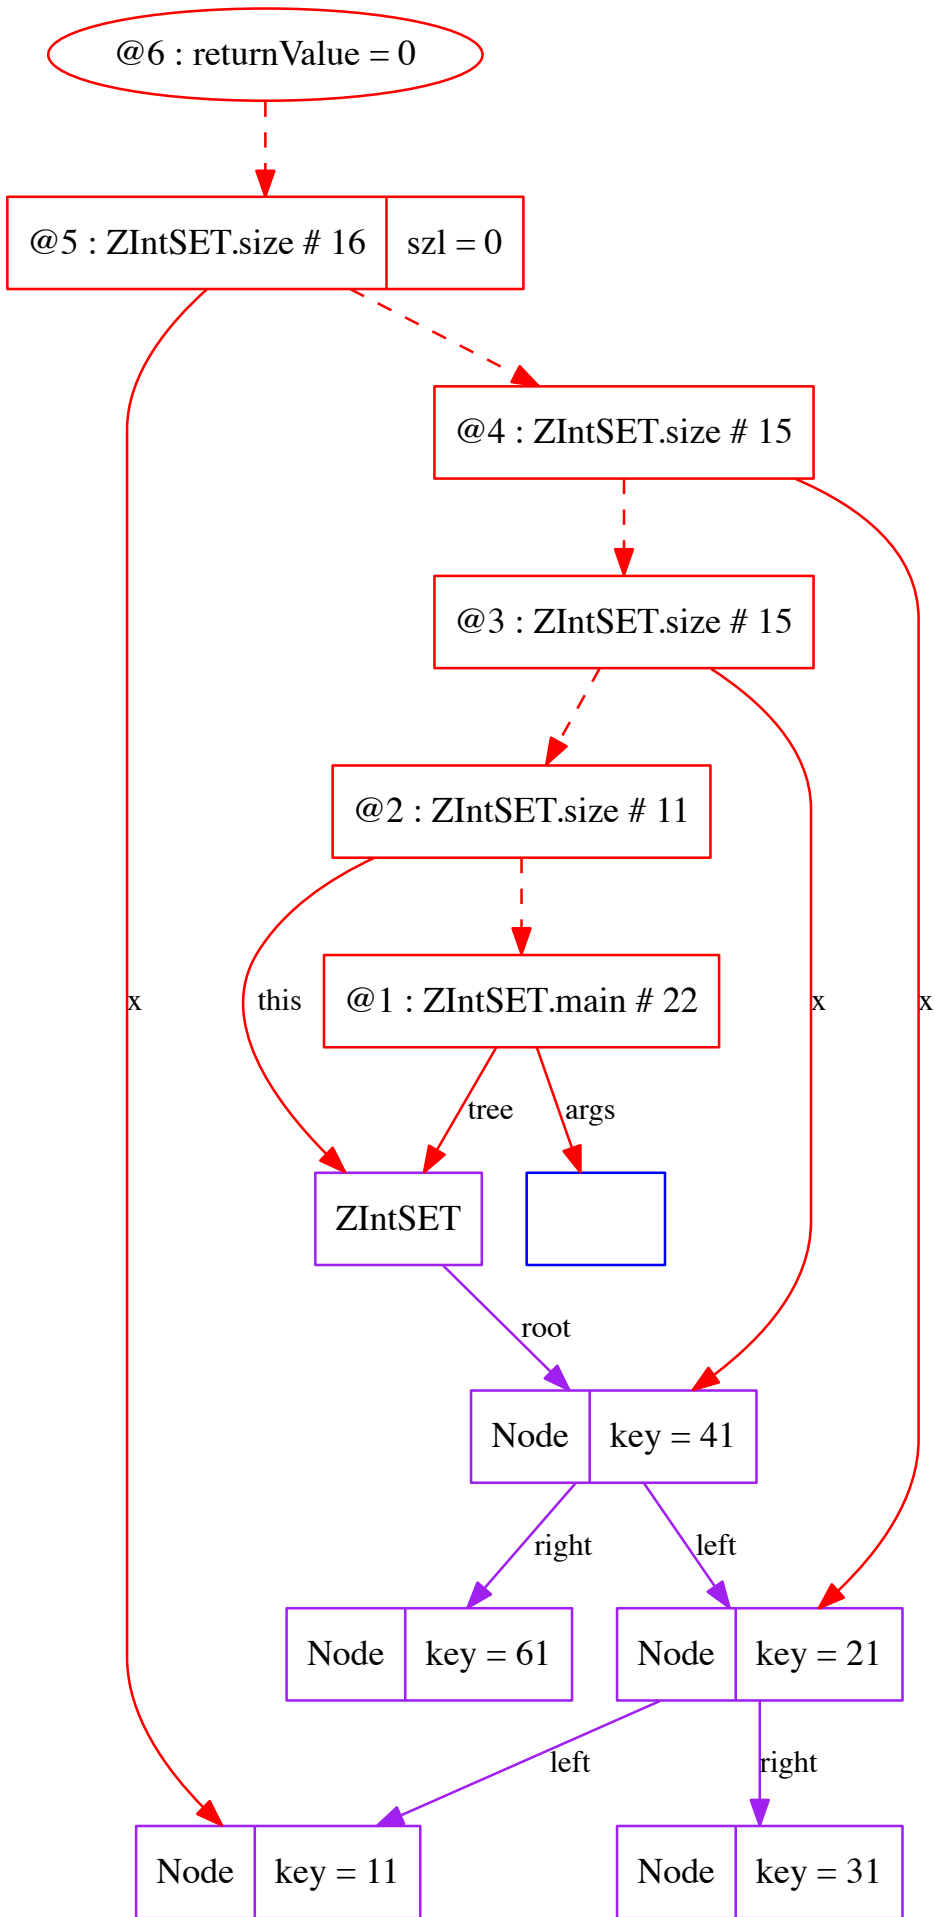 @6 : returnValue = 0
@5 : ZIntSET.size # 16
szl = 0
@4 : ZIntSET.size # 15
@3 : ZIntSET.size # 15
@2 : ZIntSET.size # 11
x
this
@1 : ZIntSET.main # 22
x
x
tree
args
ZIntSET
root
Node
key = 41
right
left
Node
key = 61
Node
key = 21
left
right
Node
key = 11
Node
key = 31